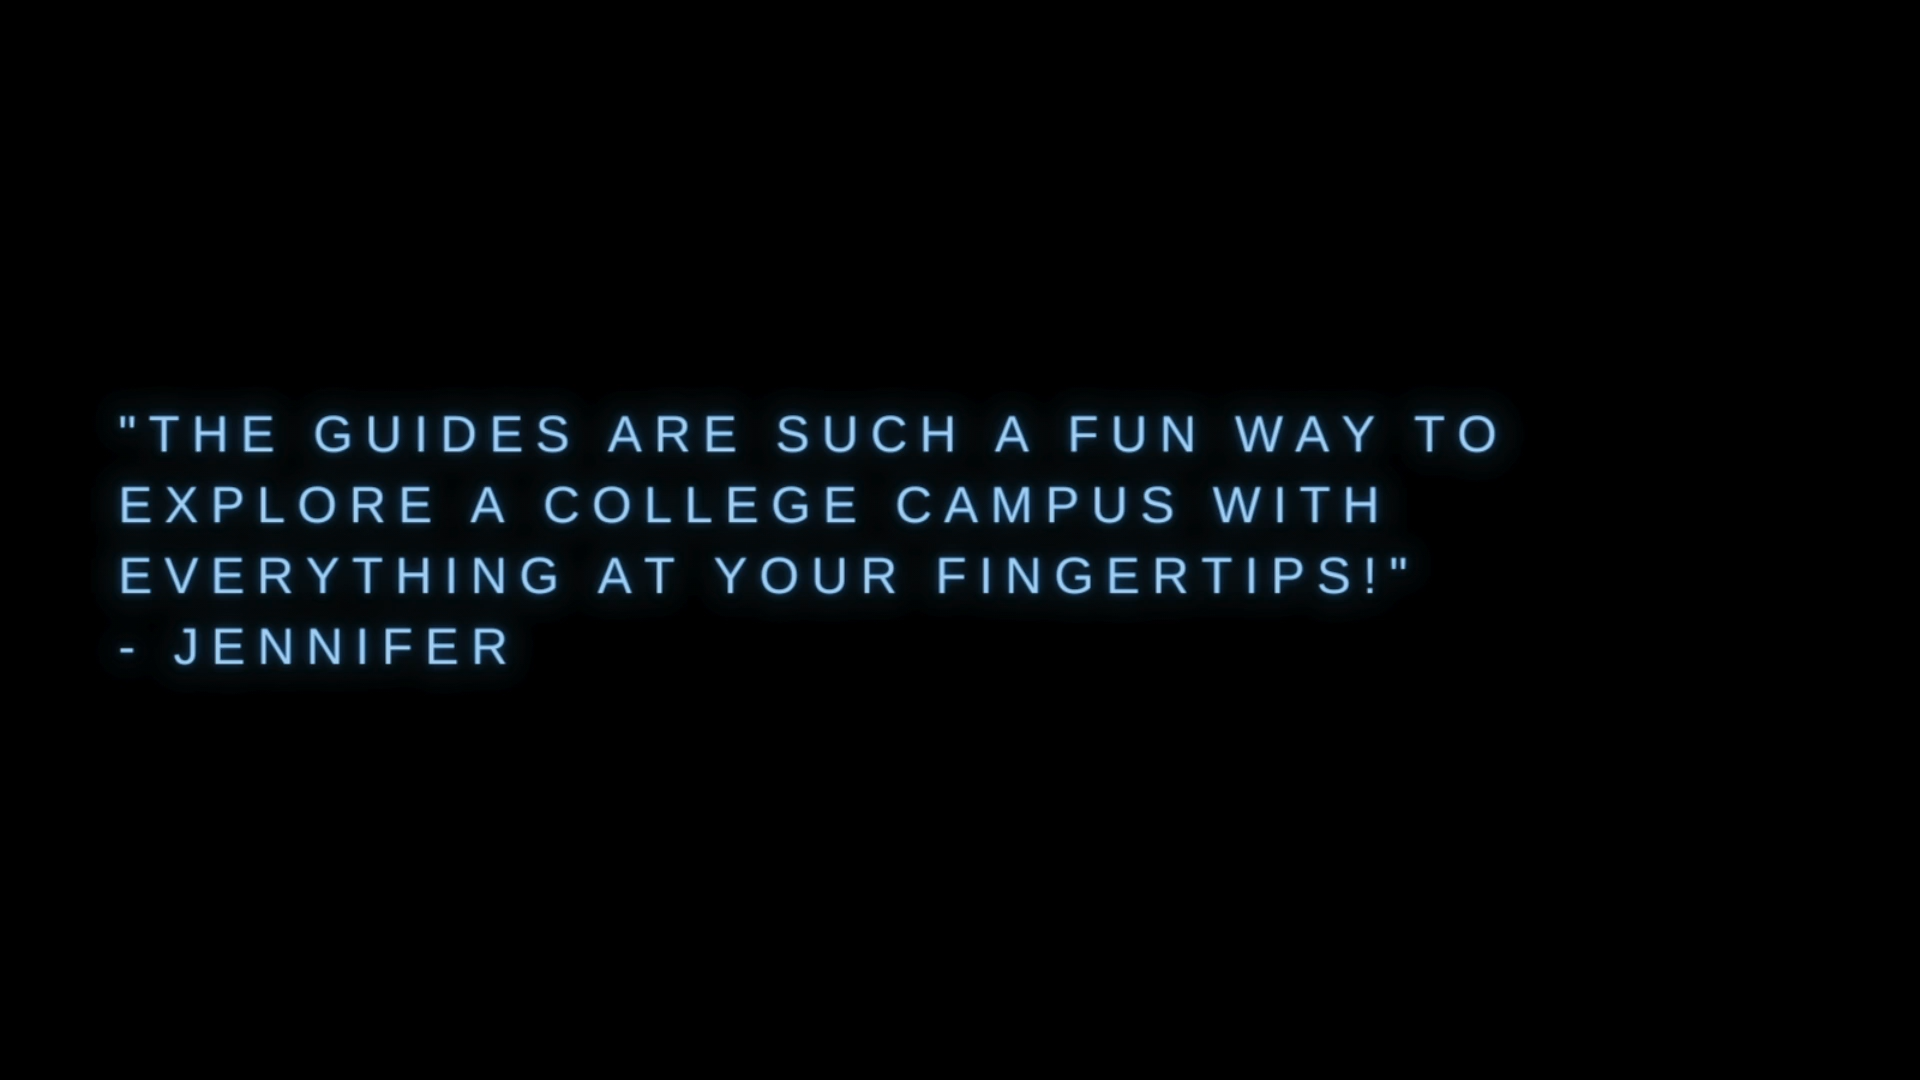 "THE GUIDES ARE SUCH A FUN WAY TO
EXPLORE A COLLEGE CAMPUS WITH
EVERYTHING AT YOUR FINGERTIPS!"
- JENNIFER